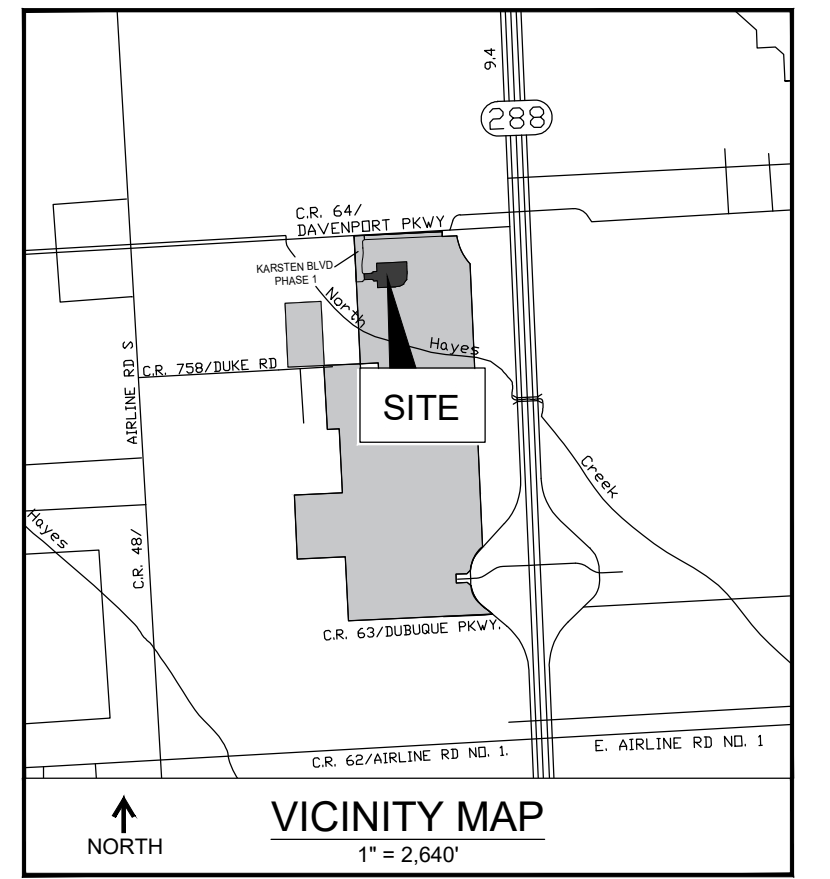 9,4
288
C.R. 64/
DAVENPORT PKWY
KARSTEN BLVD
PHASE 1
North
Hayes
AIRLINE RD S
C.R. 758/DUKE RD
SITE
Creek
Hayes
C.R. 48/
C.R. 63/DUBUQUE PKWY.
C.R. 62/AIRLINE RD NO. 1.
E. AIRLINE RD NO. 1
NORTH
VICINITY MAP
1" = 2,640'